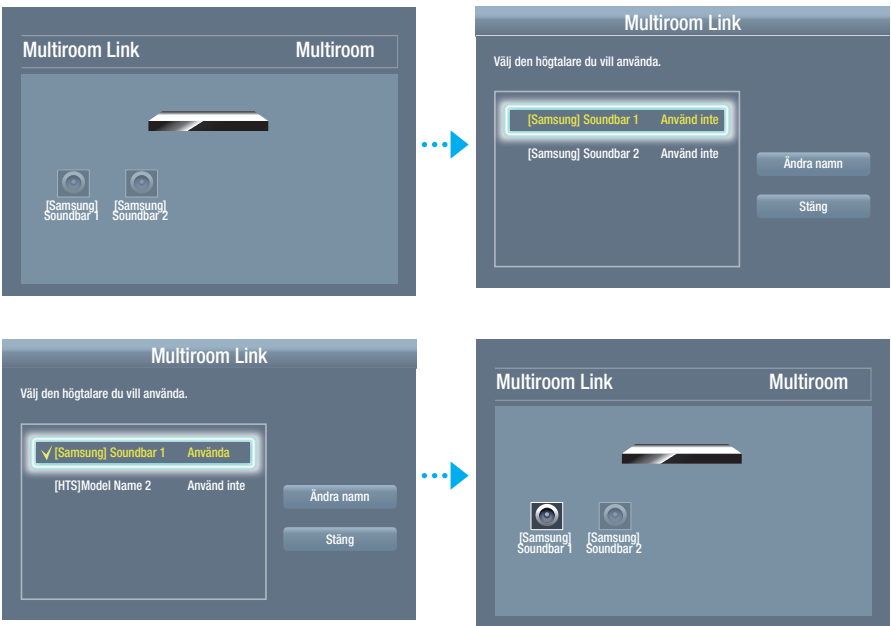 Multiroom Link Multiroom
[Samsung] Soundbar 1
[Samsung] Soundbar 2
Multiroom Link
Välj den högtalare du vill använda.
[Samsung] Soundbar 1 Använd inte
[Samsung] Soundbar 2 Använd inte
Ändra namn
Stäng
Multiroom Link
Välj den högtalare du vill använda.
[Samsung] Soundbar 1 Använda
[HTS]Model Name 2 Använd inte
Ändra namn
Stäng
Multiroom Link Multiroom
[Samsung] Soundbar 1
[Samsung] Soundbar 2